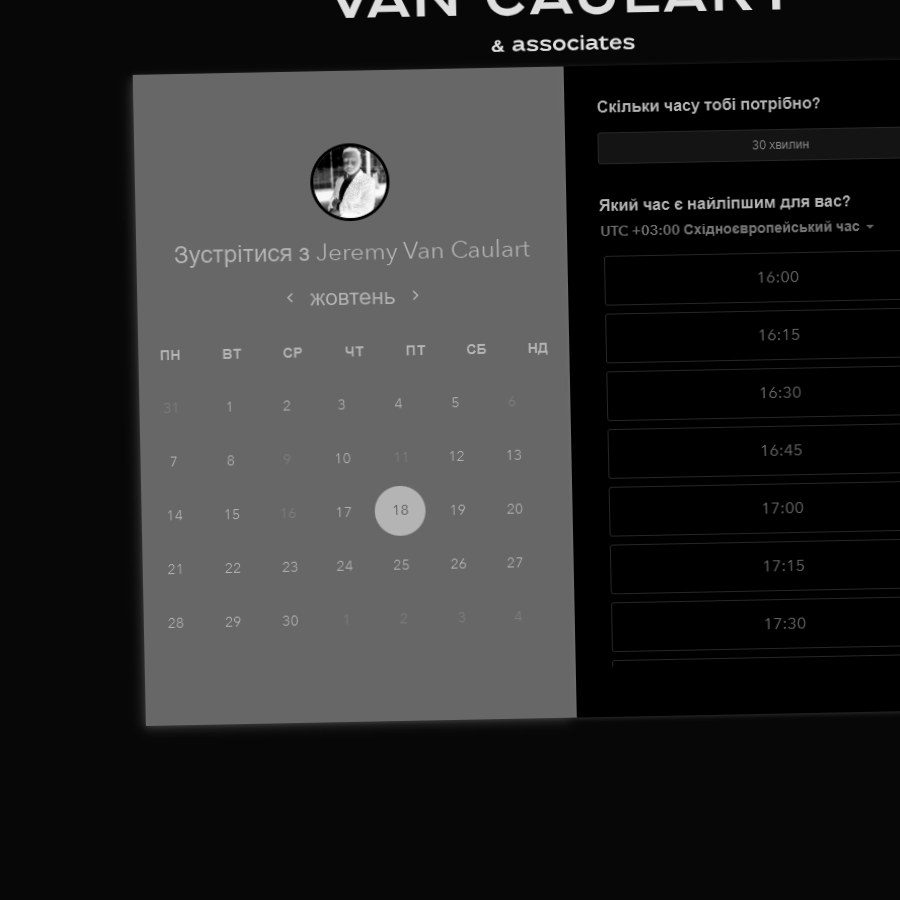 VAN CAULART
& associates
Зустрітися з Jeremy Van Caulart
жовтень
ПН ВТ СР ЧТ ПТ СБ НД
31 1 2 3 4 5 6
7 8 9 10 11 12 13
14 15 16 17 18 19 20
21 22 23 24 25 26 27
28 29 30 1 2 3 4
Скільки часу тобі потрібно?
30 хвилин
Який час є найліпшим для вас?
UTC +03:00 Східноєвропейський час
16:00
16:15
16:30
16:45
17:00
17:15
17:30